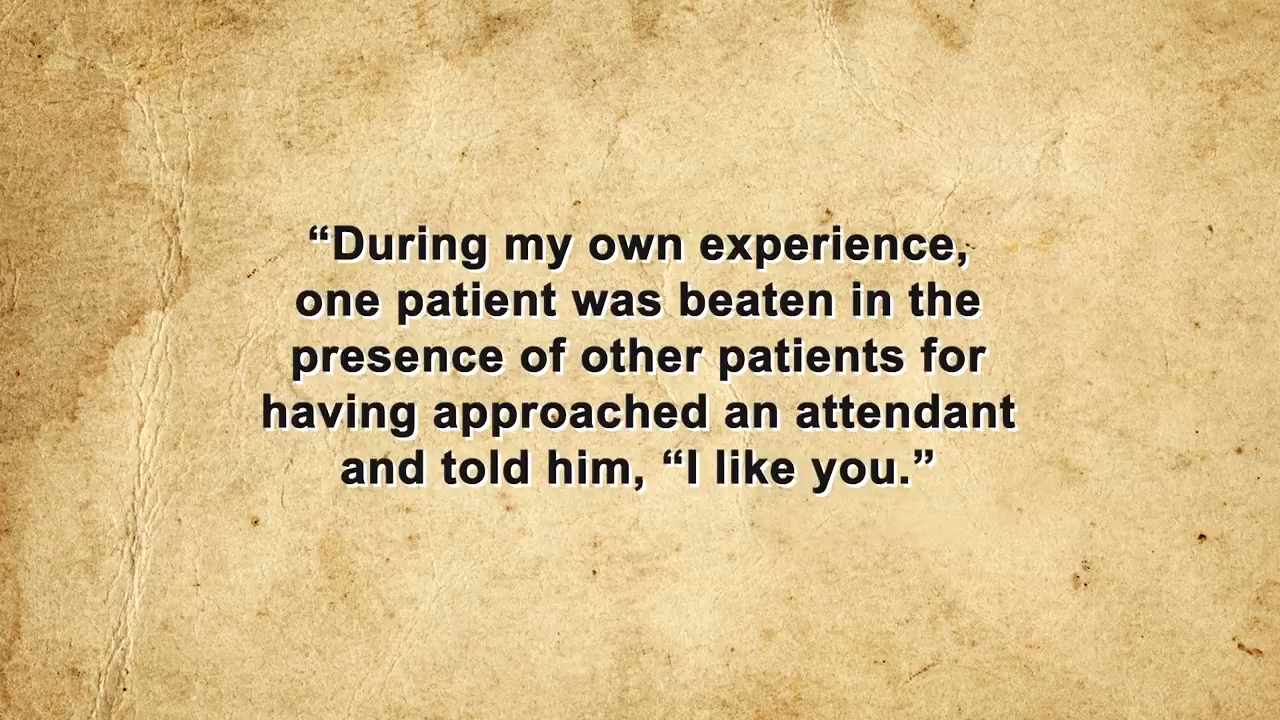 “During my own experience,
one patient was beaten in the
presence of other patients for
having approached an attendant
and told him, “I like you.”